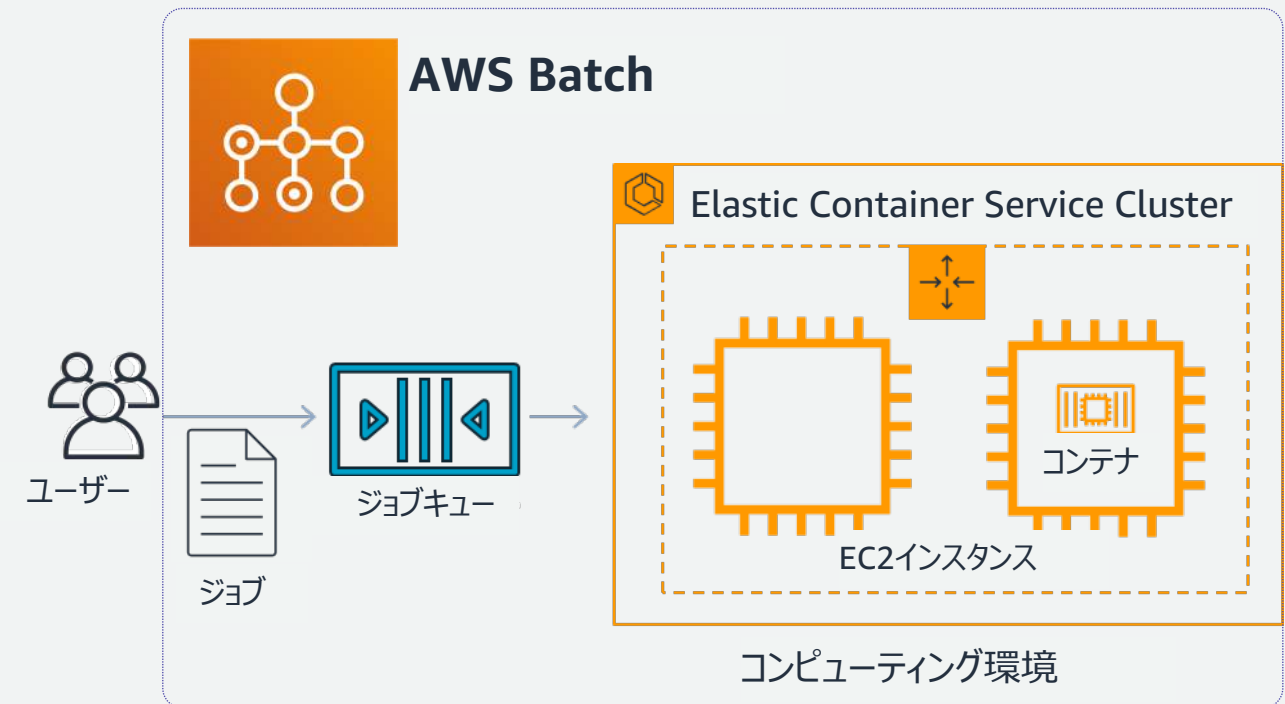 AWS Batch
Elastic Container Service Cluster
コンテナ
ユーザー
ジョブキュー
EC2インスタンス
ジョブ
コンピューティング環境